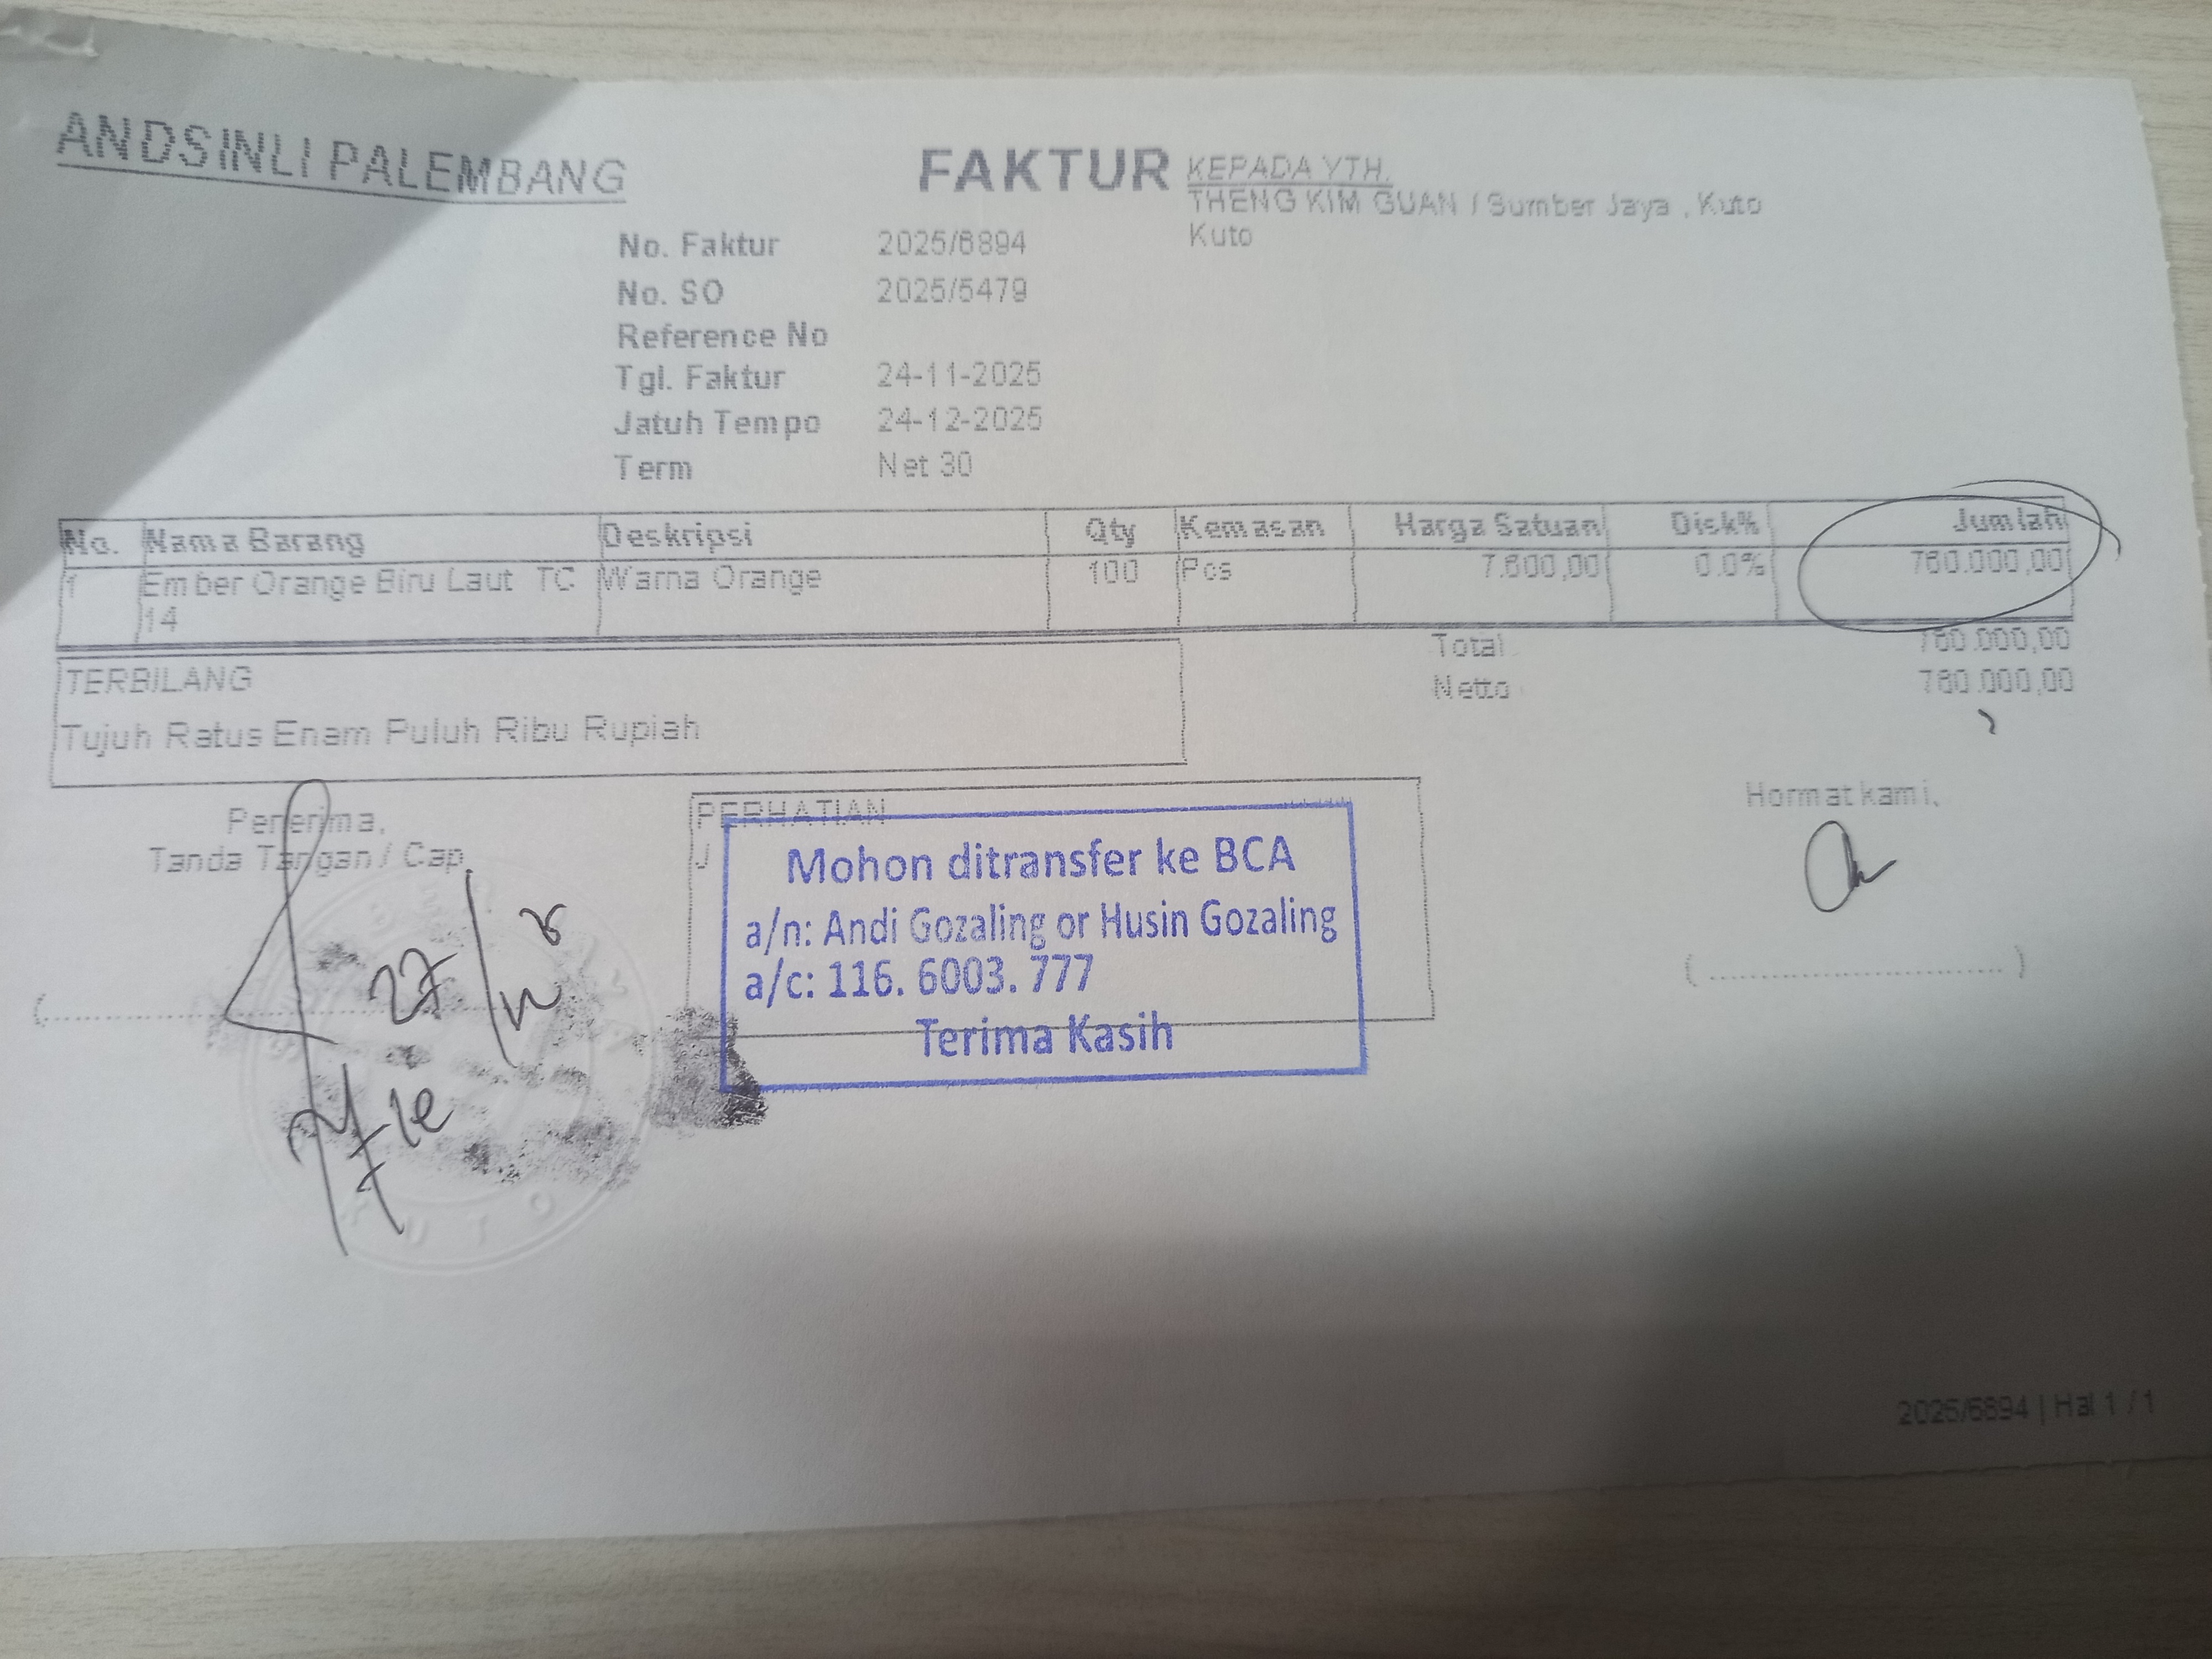 ANDSINLI PALEMBANG
FAKTUR
KEPADA YTH.
THENG KIM GUAN / Sumber Jaya , Kuto
Kuto
No. Faktur 2025/6894
No. SO 2025/5479
Reference No
Tgl. Faktur 24-11-2025
Jatuh Tempo 24-12-2025
Term Net 30
No. Nama Barang Deskripsi Qty Kemasan Harga Satuan Disk% Jumlah
1 Ember Orange Biru Laut TC 14 Warna Orange 100 Pcs 7.600,00 0.0% 760.000,00
Total 760.000,00
Netto 760.000,00
TERBILANG
Tujuh Ratus Enam Puluh Ribu Rupiah
Penerima,
Tanda Tangan / Cap,
PERHATIAN
J
Mohon ditransfer ke BCA
a/n: Andi Gozaling or Husin Gozaling
a/c: 116. 6003. 777
Terima Kasih
Hormat kami,
27/
KUTO
2025/6894 | Hal 1 / 1